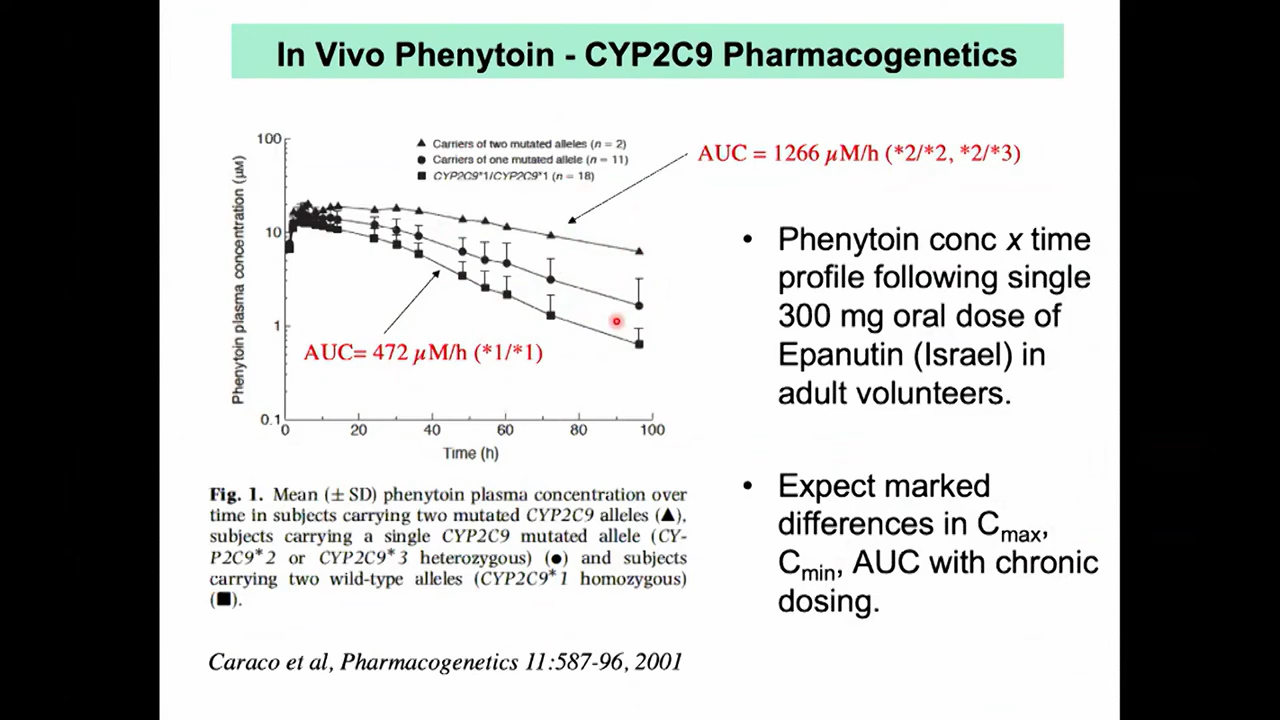 In Vivo Phenytoin - CYP2C9 Pharmacogenetics
Phenytoin plasma concentration (µM)
100
10
1
0.1
0 20 40 60 80 100
Time (h)
▲ Carriers of two mutated alleles (n = 2)
● Carriers of one mutated allele (n = 11)
■ CYP2C9*1/CYP2C9*1 (n = 18)
AUC = 1266 µM/h (*2/*2, *2/*3)
AUC= 472 µM/h (*1/*1)
Fig. 1. Mean (± SD) phenytoin plasma concentration over
time in subjects carrying two mutated CYP2C9 alleles (▲),
subjects carrying a single CYP2C9 mutated allele (CY-
P2C9*2 or CYP2C9*3 heterozygous) (●) and subjects
carrying two wild-type alleles (CYP2C9*1 homozygous)
(■).
Caraco et al, Pharmacogenetics 11:587-96, 2001
• Phenytoin conc x time
profile following single
300 mg oral dose of
Epanutin (Israel) in
adult volunteers.
• Expect marked
differences in Cmax,
Cmin, AUC with chronic
dosing.